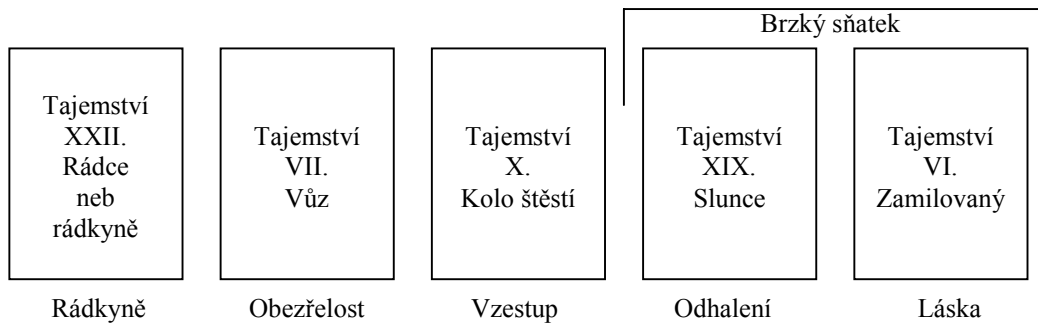 Brzký sňatek
Tajemství
XXII.
Rádce
neb
rádkyně
Tajemství
VII.
Vůz
Tajemství
X.
Kolo štěstí
Tajemství
XIX.
Slunce
Tajemství
VI.
Zamilovaný
Rádkyně
Obezřelost
Vzestup
Odhalení
Láska